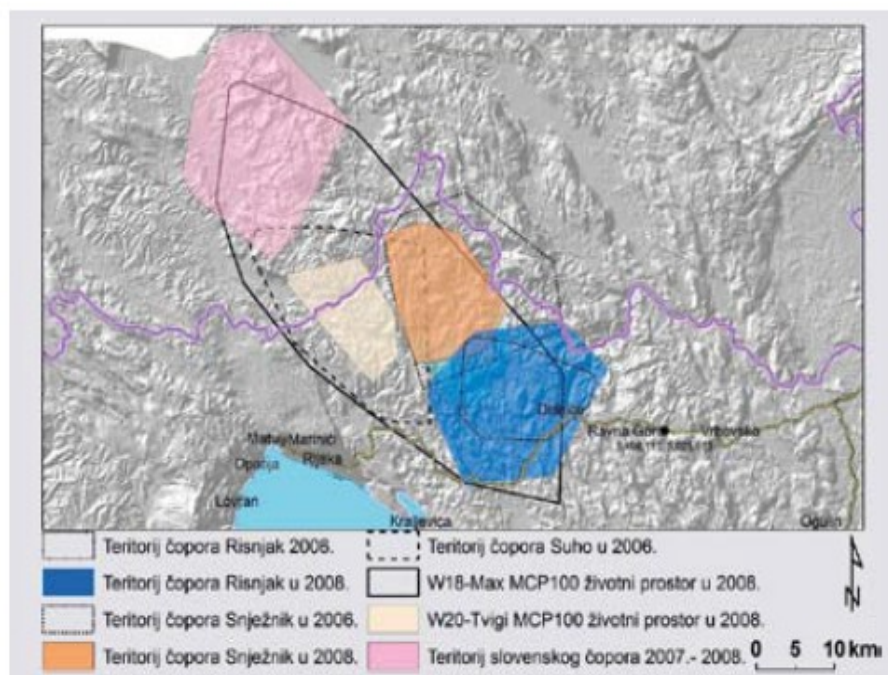 Matulji
Marinići
Opatija
Rijeka
Lovran
Kraljevica
Delnice
Ravna Gora
Vrbovsko
Ogulin
Teritorij čopora Risnjak 2006.
Teritorij čopora Suho u 2006.
Teritorij čopora Risnjak u 2008.
W18-Max MCP100 životni prostor u 2008.
Teritorij čopora Snježnik u 2006.
W20-Tvigi MCP100 životni prostor u 2008.
Teritorij čopora Snježnik u 2008.
Teritorij slovenskog čopora 2007.- 2008.
0 5 10 km
N